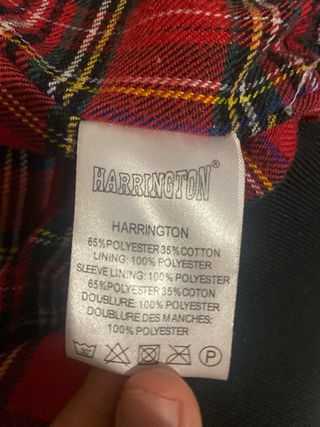 HARRINGTON®
HARRINGTON
65%POLYESTER 35%COTTON
LINING: 100% POLYESTER
SLEEVE LINING: 100% POLYESTER
65%POLYESTER 35%COTON
DOUBLURE: 100% POLYESTER
DOUBLURE DES MANCHES:
100% POLYESTER
P